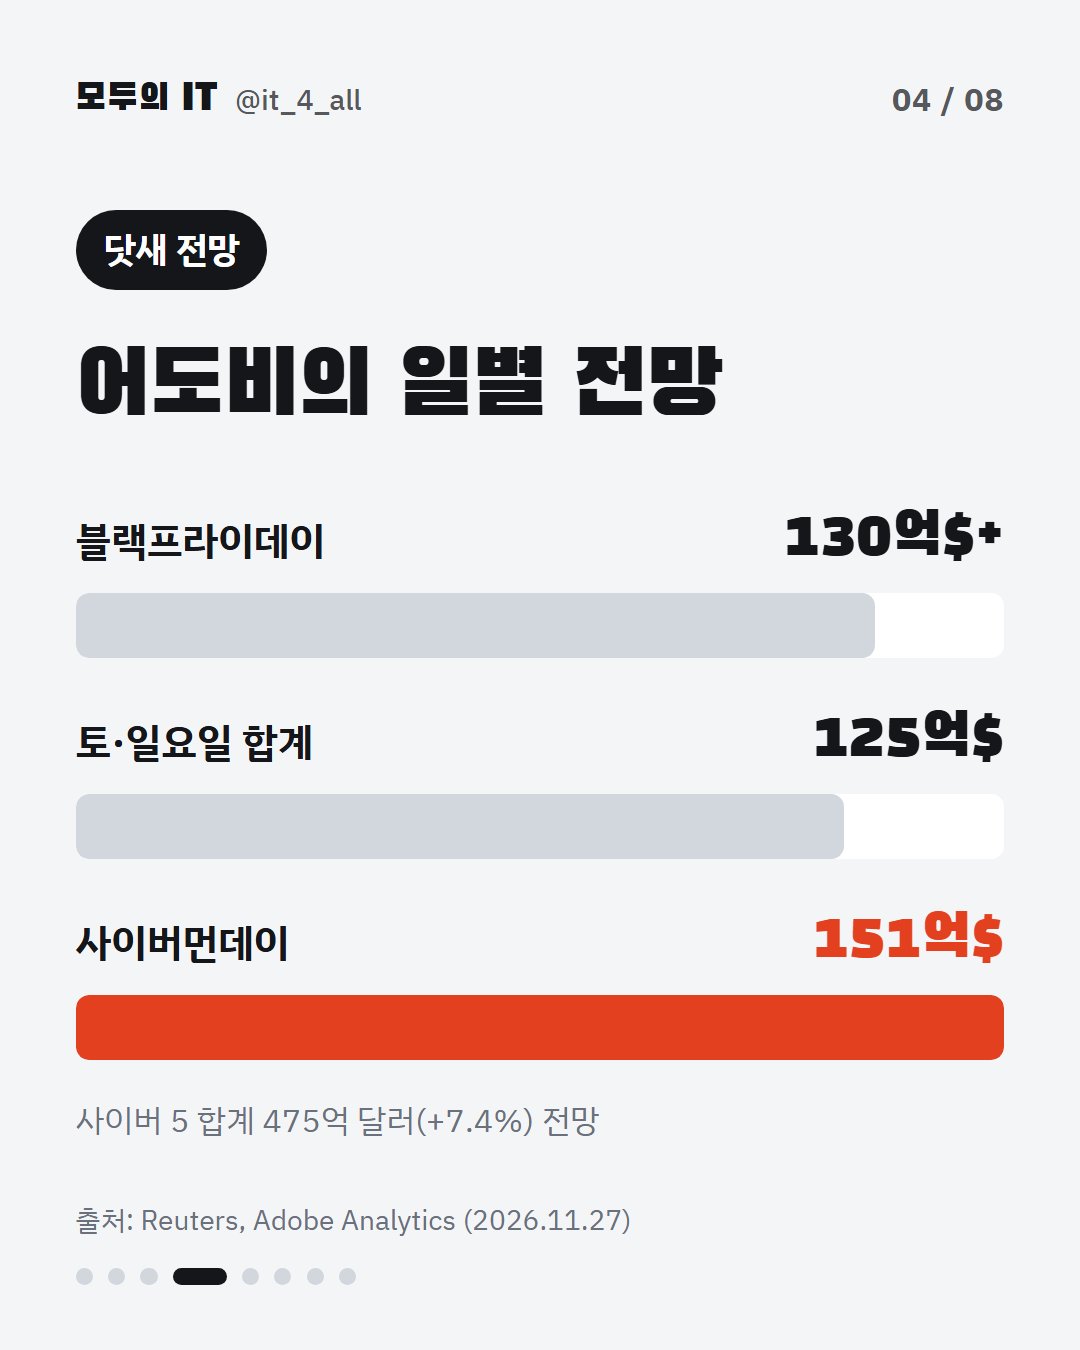 모두의 IT @it_4_all
04 / 08
닷새 전망
어도비의 일별 전망
블랙프라이데이
130억$+
토·일요일 합계
125억$
사이버먼데이
151억$
사이버 5 합계 475억 달러(+7.4%) 전망
출처: Reuters, Adobe Analytics (2026.11.27)